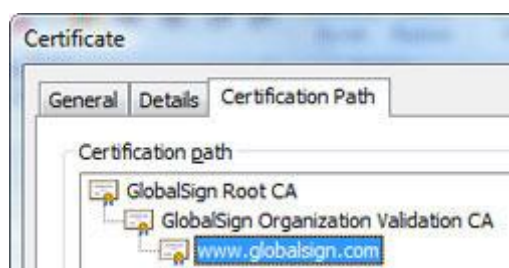 Certificate
General Details Certification Path
Certification path
GlobalSign Root CA
GlobalSign Organization Validation CA
www.globalsign.com